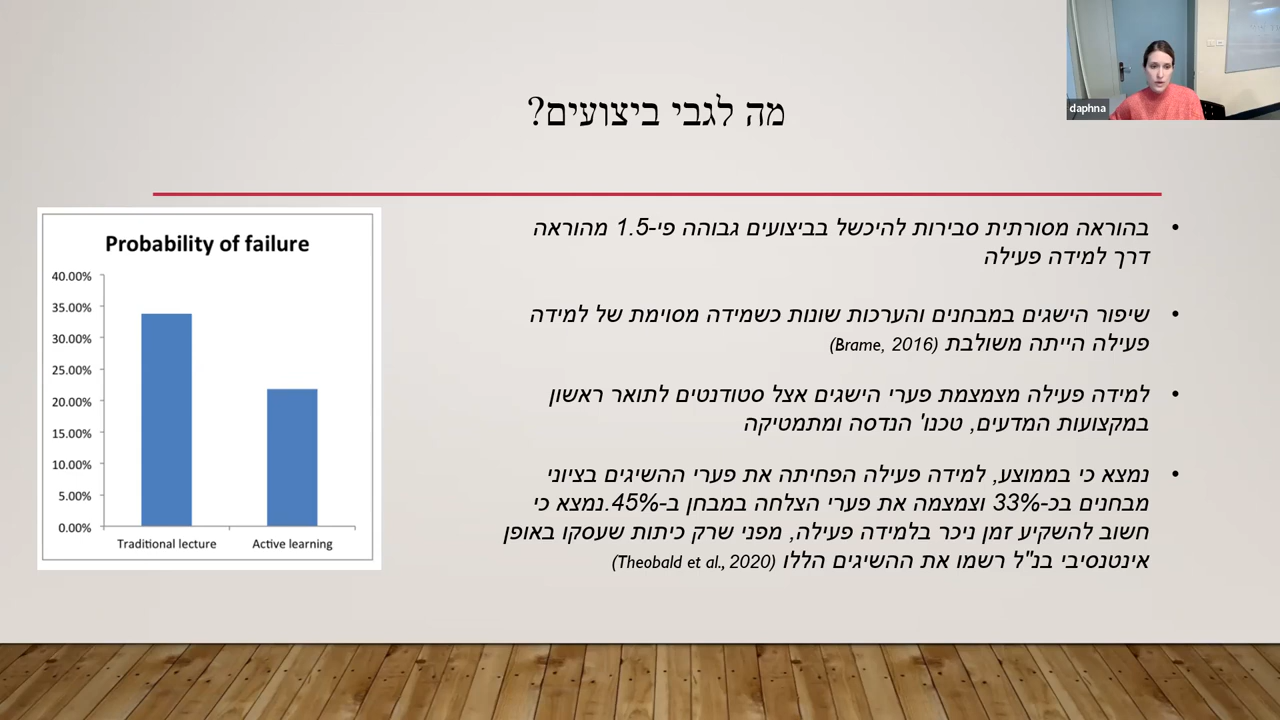 daphna
מה לגבי ביצועים?
בהוראה מסורתית סבירות להיכשל בביצועים גבוהה פי-1.5 מהוראה
דרך למידה פעילה
שיפור הישגים במבחנים והערכות שונות כשמידה מסוימת של למידה
פעילה הייתה משולבת (Brame, 2016)
למידה פעילה מצמצמת פערי הישגים אצל סטודנטים לתואר ראשון
במקצועות המדעים, טכנו' הנדסה ומתמטיקה
נמצא כי בממוצע, למידה פעילה הפחיתה את פערי ההשיגים בציוני
מבחנים בכ-33% וצמצמה את פערי הצלחה במבחן ב-45%.נמצא כי
חשוב להשקיע זמן ניכר בלמידה פעילה, מפני שרק כיתות שעסקו באופן
אינטנסיבי בנ"ל רשמו את ההשיגים הללו (Theobald et al., 2020)
Probability of failure
40.00%
35.00%
30.00%
25.00%
20.00%
15.00%
10.00%
5.00%
0.00%
Traditional lecture
Active learning